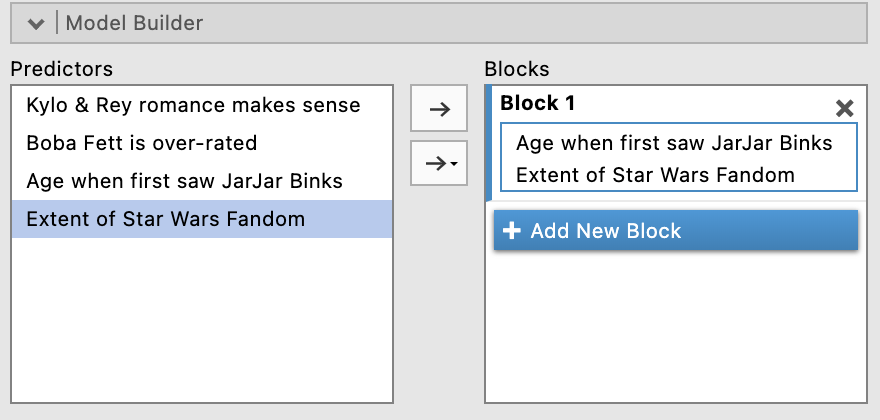 Model Builder
Predictors
Kylo & Rey romance makes sense
Boba Fett is over-rated
Age when first saw JarJar Binks
Extent of Star Wars Fandom
Blocks
Block 1
Age when first saw JarJar Binks
Extent of Star Wars Fandom
Add New Block